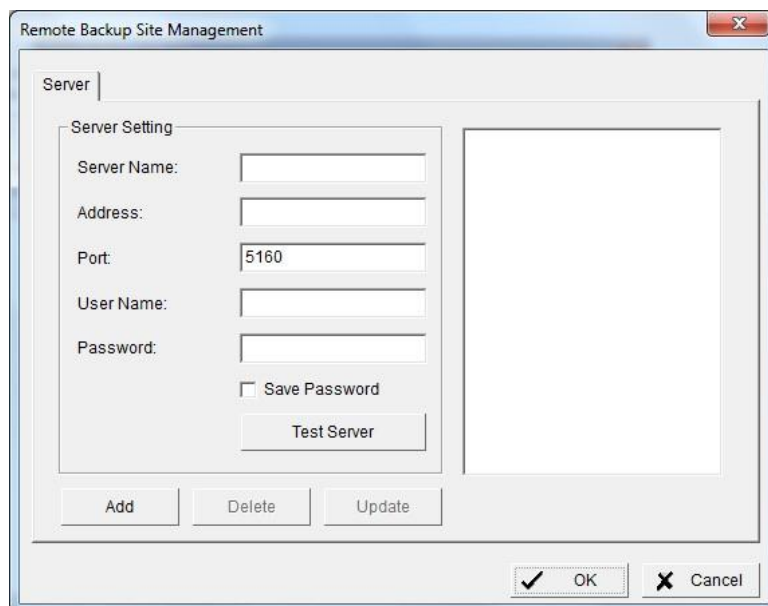 Remote Backup Site Management
Server
Server Setting
Server Name:
Address:
Port: 5160
User Name:
Password:
Save Password
Test Server
Add Delete Update
OK Cancel